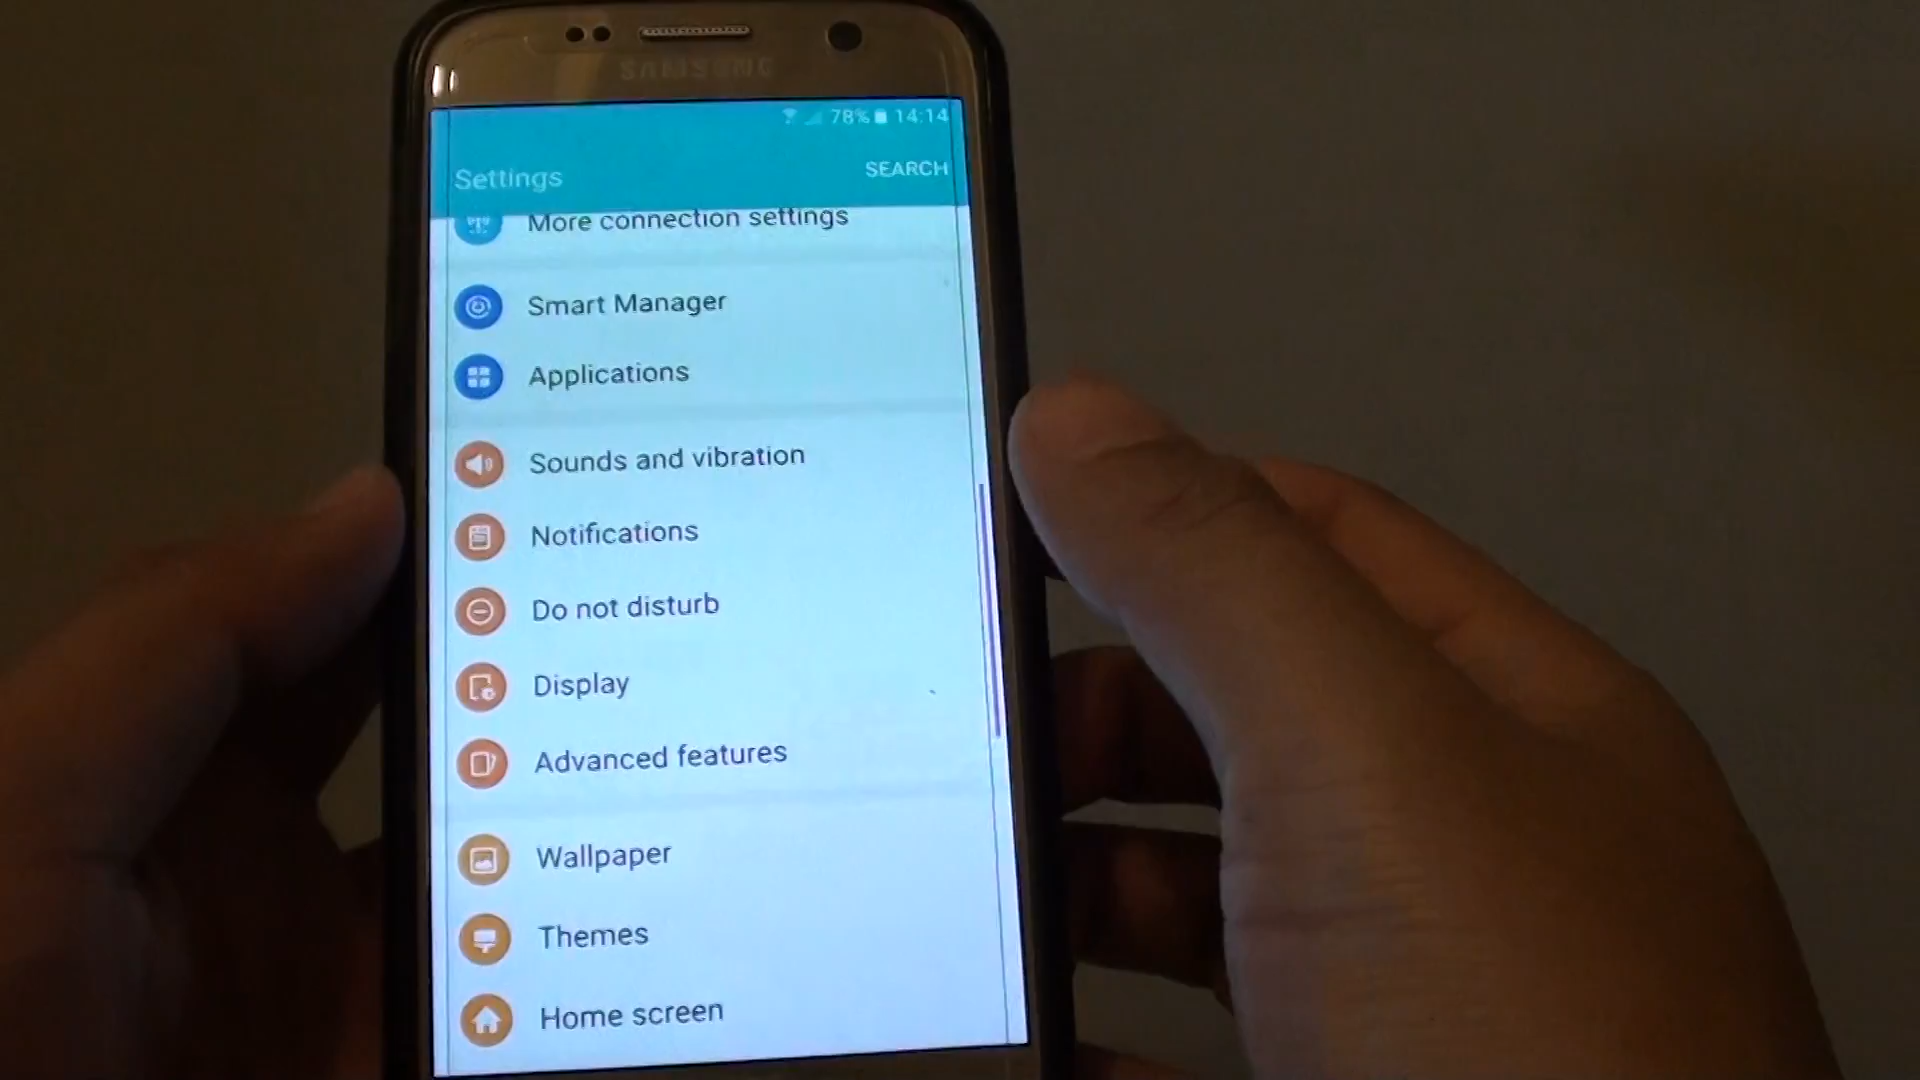 SAMSUNG
78% 14:14
Settings
SEARCH
More connection settings
Smart Manager
Applications
Sounds and vibration
Notifications
Do not disturb
Display
Advanced features
Wallpaper
Themes
Home screen